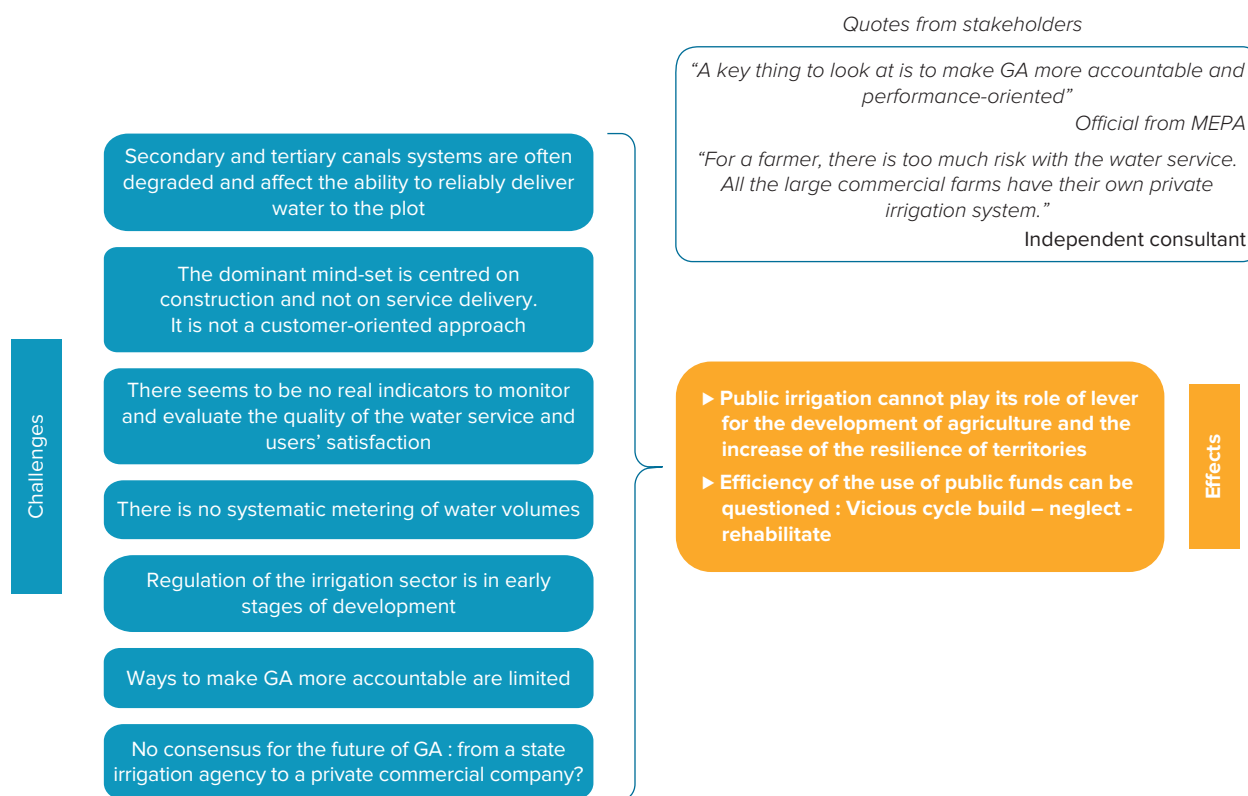 Quotes from stakeholders
“A key thing to look at is to make GA more accountable and
performance-oriented”
Official from MEPA
“For a farmer, there is too much risk with the water service.
All the large commercial farms have their own private
irrigation system.”
Independent consultant
Challenges
Secondary and tertiary canals systems are often
degraded and affect the ability to reliably deliver
water to the plot
The dominant mind-set is centred on
construction and not on service delivery.
It is not a customer-oriented approach
There seems to be no real indicators to monitor
and evaluate the quality of the water service and
users’ satisfaction
There is no systematic metering of water volumes
Regulation of the irrigation sector is in early
stages of development
Ways to make GA more accountable are limited
No consensus for the future of GA : from a state
irrigation agency to a private commercial company?
▶ Public irrigation cannot play its role of lever
for the development of agriculture and the
increase of the resilience of territories
▶ Efficiency of the use of public funds can be
questioned : Vicious cycle build – neglect -
rehabilitate
Effects